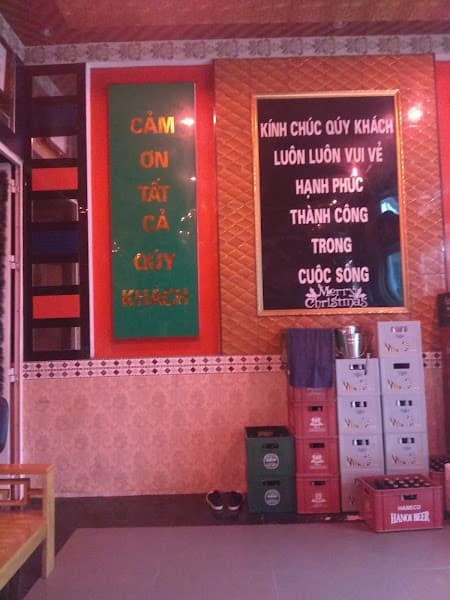 CẢM
ƠN
TẤT
CẢ
QÚY
KHÁCH
KÍNH CHÚC QÚY KHÁCH
LUÔN LUÔN VUI VẺ
HẠNH PHÚC
THÀNH CÔNG
TRONG
CUỘC SỐNG
Merry
Christmas
HABECO
HANOI BEER